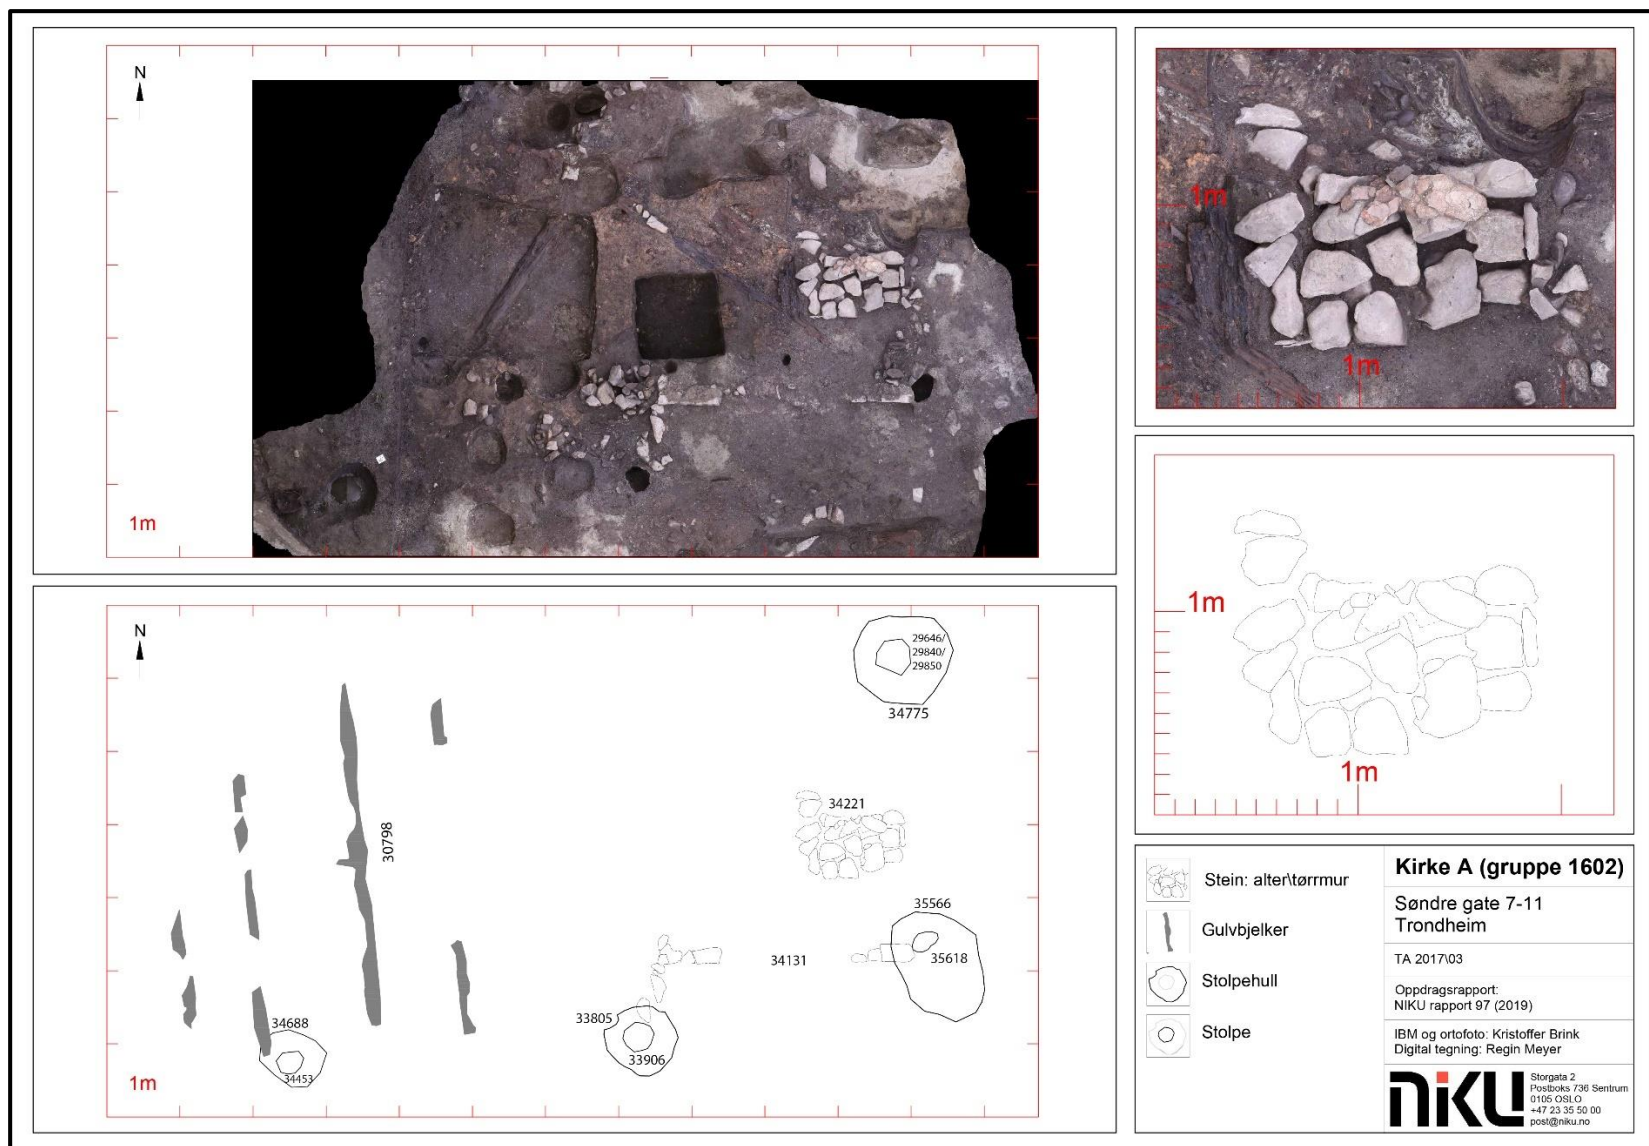 N
1m
1m
1m
N
29646/
29840/
29850
34775
34221
30798
35566
34131
35618
34688
34453
33805
33906
1m
1m
1m
Stein: alter\tørrmur
Gulvbjelker
Stolpehull
Stolpe
Kirke A (gruppe 1602)
Søndre gate 7-11
Trondheim
TA 2017\03
Oppdragsrapport:
NIKU rapport 97 (2019)
IBM og ortofoto: Kristoffer Brink
Digital tegning: Regin Meyer
NIKU
Storgata 2
Postboks 736 Sentrum
0105 OSLO
+47 23 35 50 00
post@niku.no